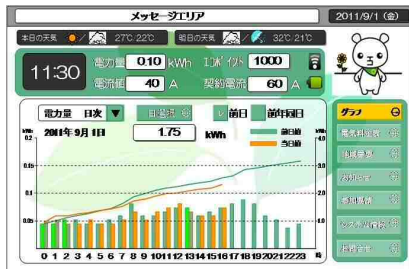 メッセージエリア
2011/9/1 (金)
本日の天気 / 27℃ 22℃ 明日の天気 / 32℃ 21℃
11:30
電力量 0.10 kWh エコポイント 1000
電流値 40 A 契約電流 60 A
電力量 日次 ▼ 目標値 前日 前年同日
2011年 9月 1日 1.75 kWh
前日値
当日値
kWh
0.2
0.15
0.1
0.05
kWh
4.0
3.0
2.0
1.0
0 1 2 3 4 5 6 7 8 9 10 11 12 13 14 15 16 17 18 19 20 21 22 23 時
グラフ